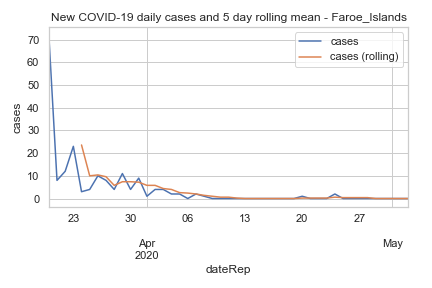 New COVID-19 daily cases and 5 day rolling mean - Faroe_Islands
cases
cases (rolling)
70
60
50
40
30
20
10
0
cases
23
30
06
13
20
27
Apr
2020
May
dateRep